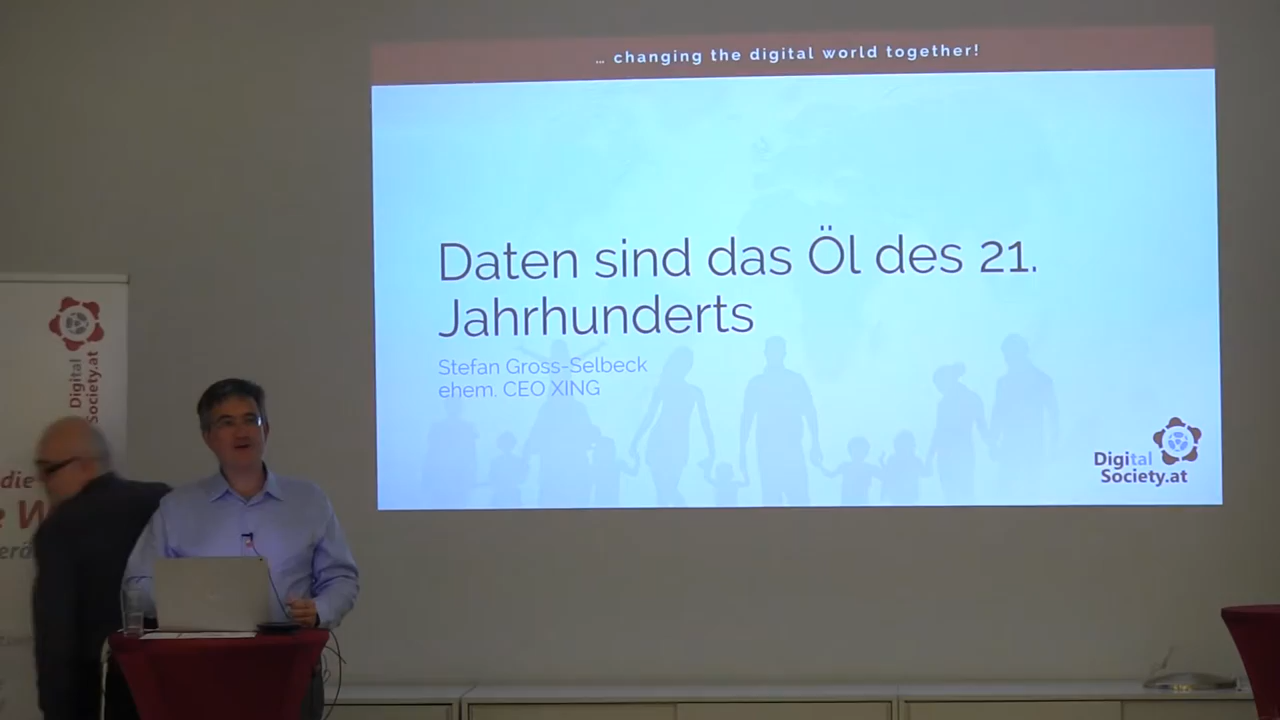 … changing the digital world together!
Daten sind das Öl des 21.
Jahrhunderts
Stefan Gross-Selbeck
ehem. CEO XING
Digital
Society.at
Digital
Society.at
die
W